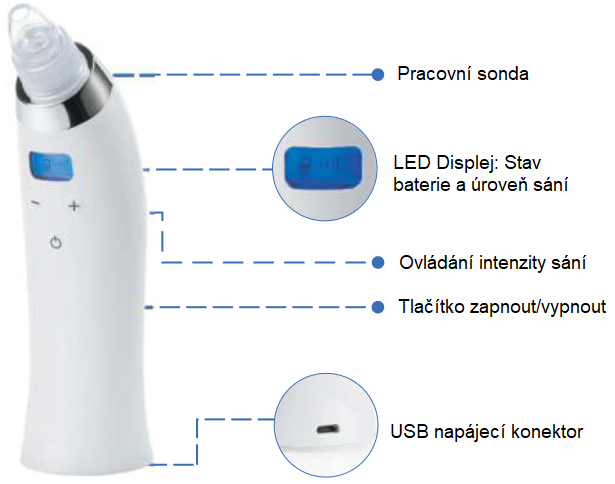 Pracovní sonda
LED Displej: Stav
baterie a úroveň sání
Ovládání intenzity sání
Tlačítko zapnout/vypnout
USB napájecí konektor